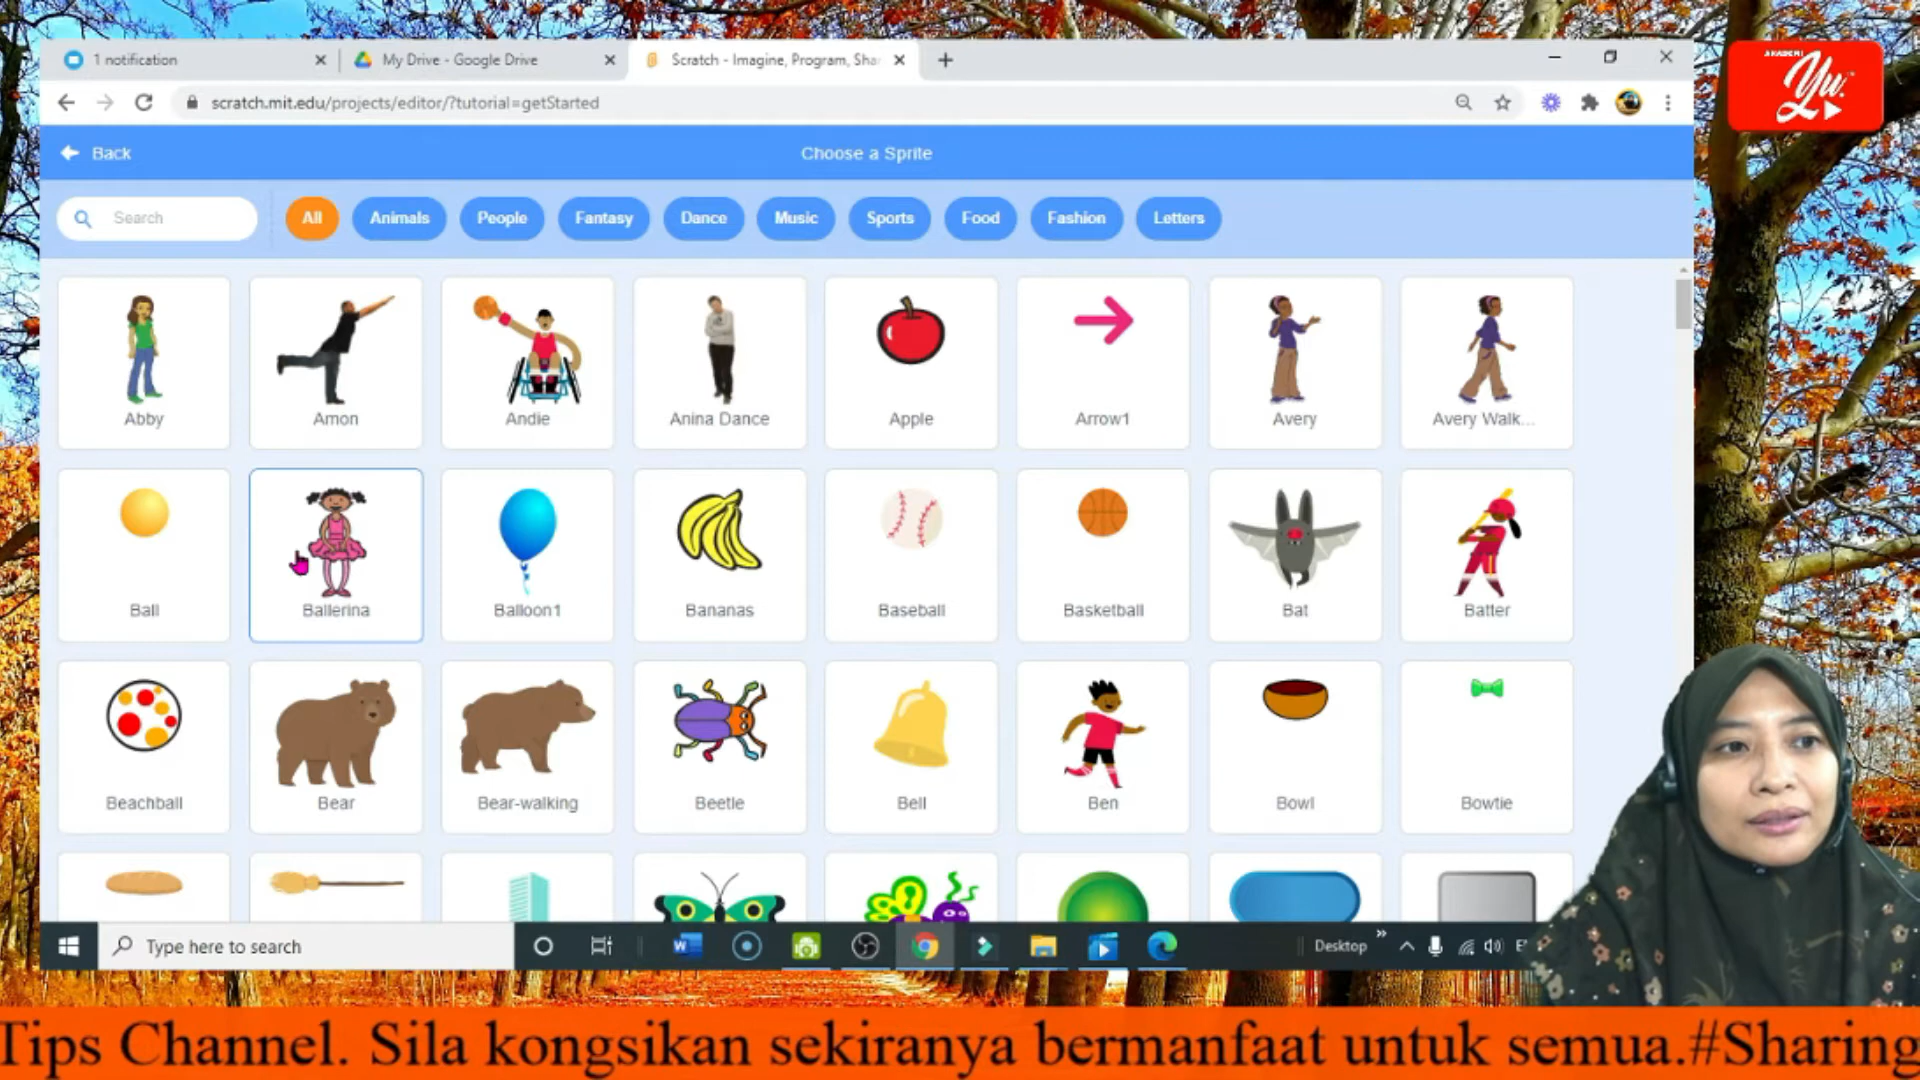 1 notification
My Drive - Google Drive
Scratch - Imagine, Program, Shar
AKADEMI
Yu.
scratch.mit.edu/projects/editor/?tutorial=getStarted
Back
Choose a Sprite
Search
All
Animals
People
Fantasy
Dance
Music
Sports
Food
Fashion
Letters
Abby
Amon
Andie
Anina Dance
Apple
Arrow1
Avery
Avery Walk...
Ball
Ballerina
Balloon1
Bananas
Baseball
Basketball
Bat
Batter
Beachball
Bear
Bear-walking
Beetle
Bell
Ben
Bowl
Bowtie
Type here to search
Desktop
Tips Channel. Sila kongsikan sekiranya bermanfaat untuk semua.#Sharing